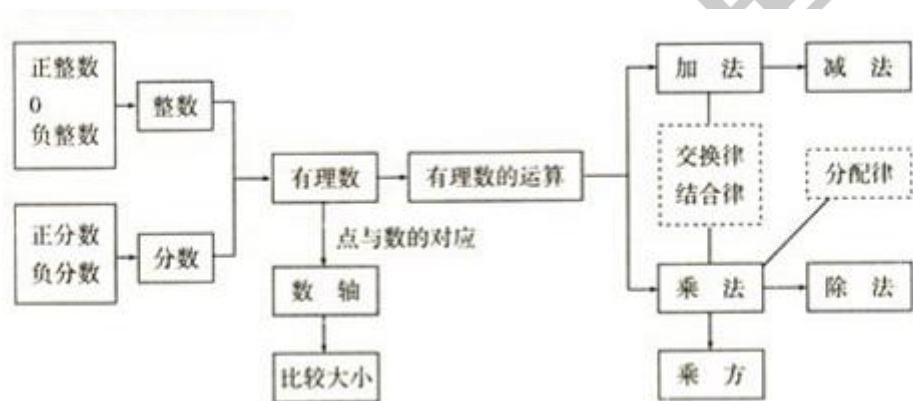 正整数
0
负整数
整数
正分数
负分数
分数
有理数
点与数的对应
数 轴
比较大小
有理数的运算
加 法
减 法
交换律
结合律
分配律
乘 法
除 法
乘 方